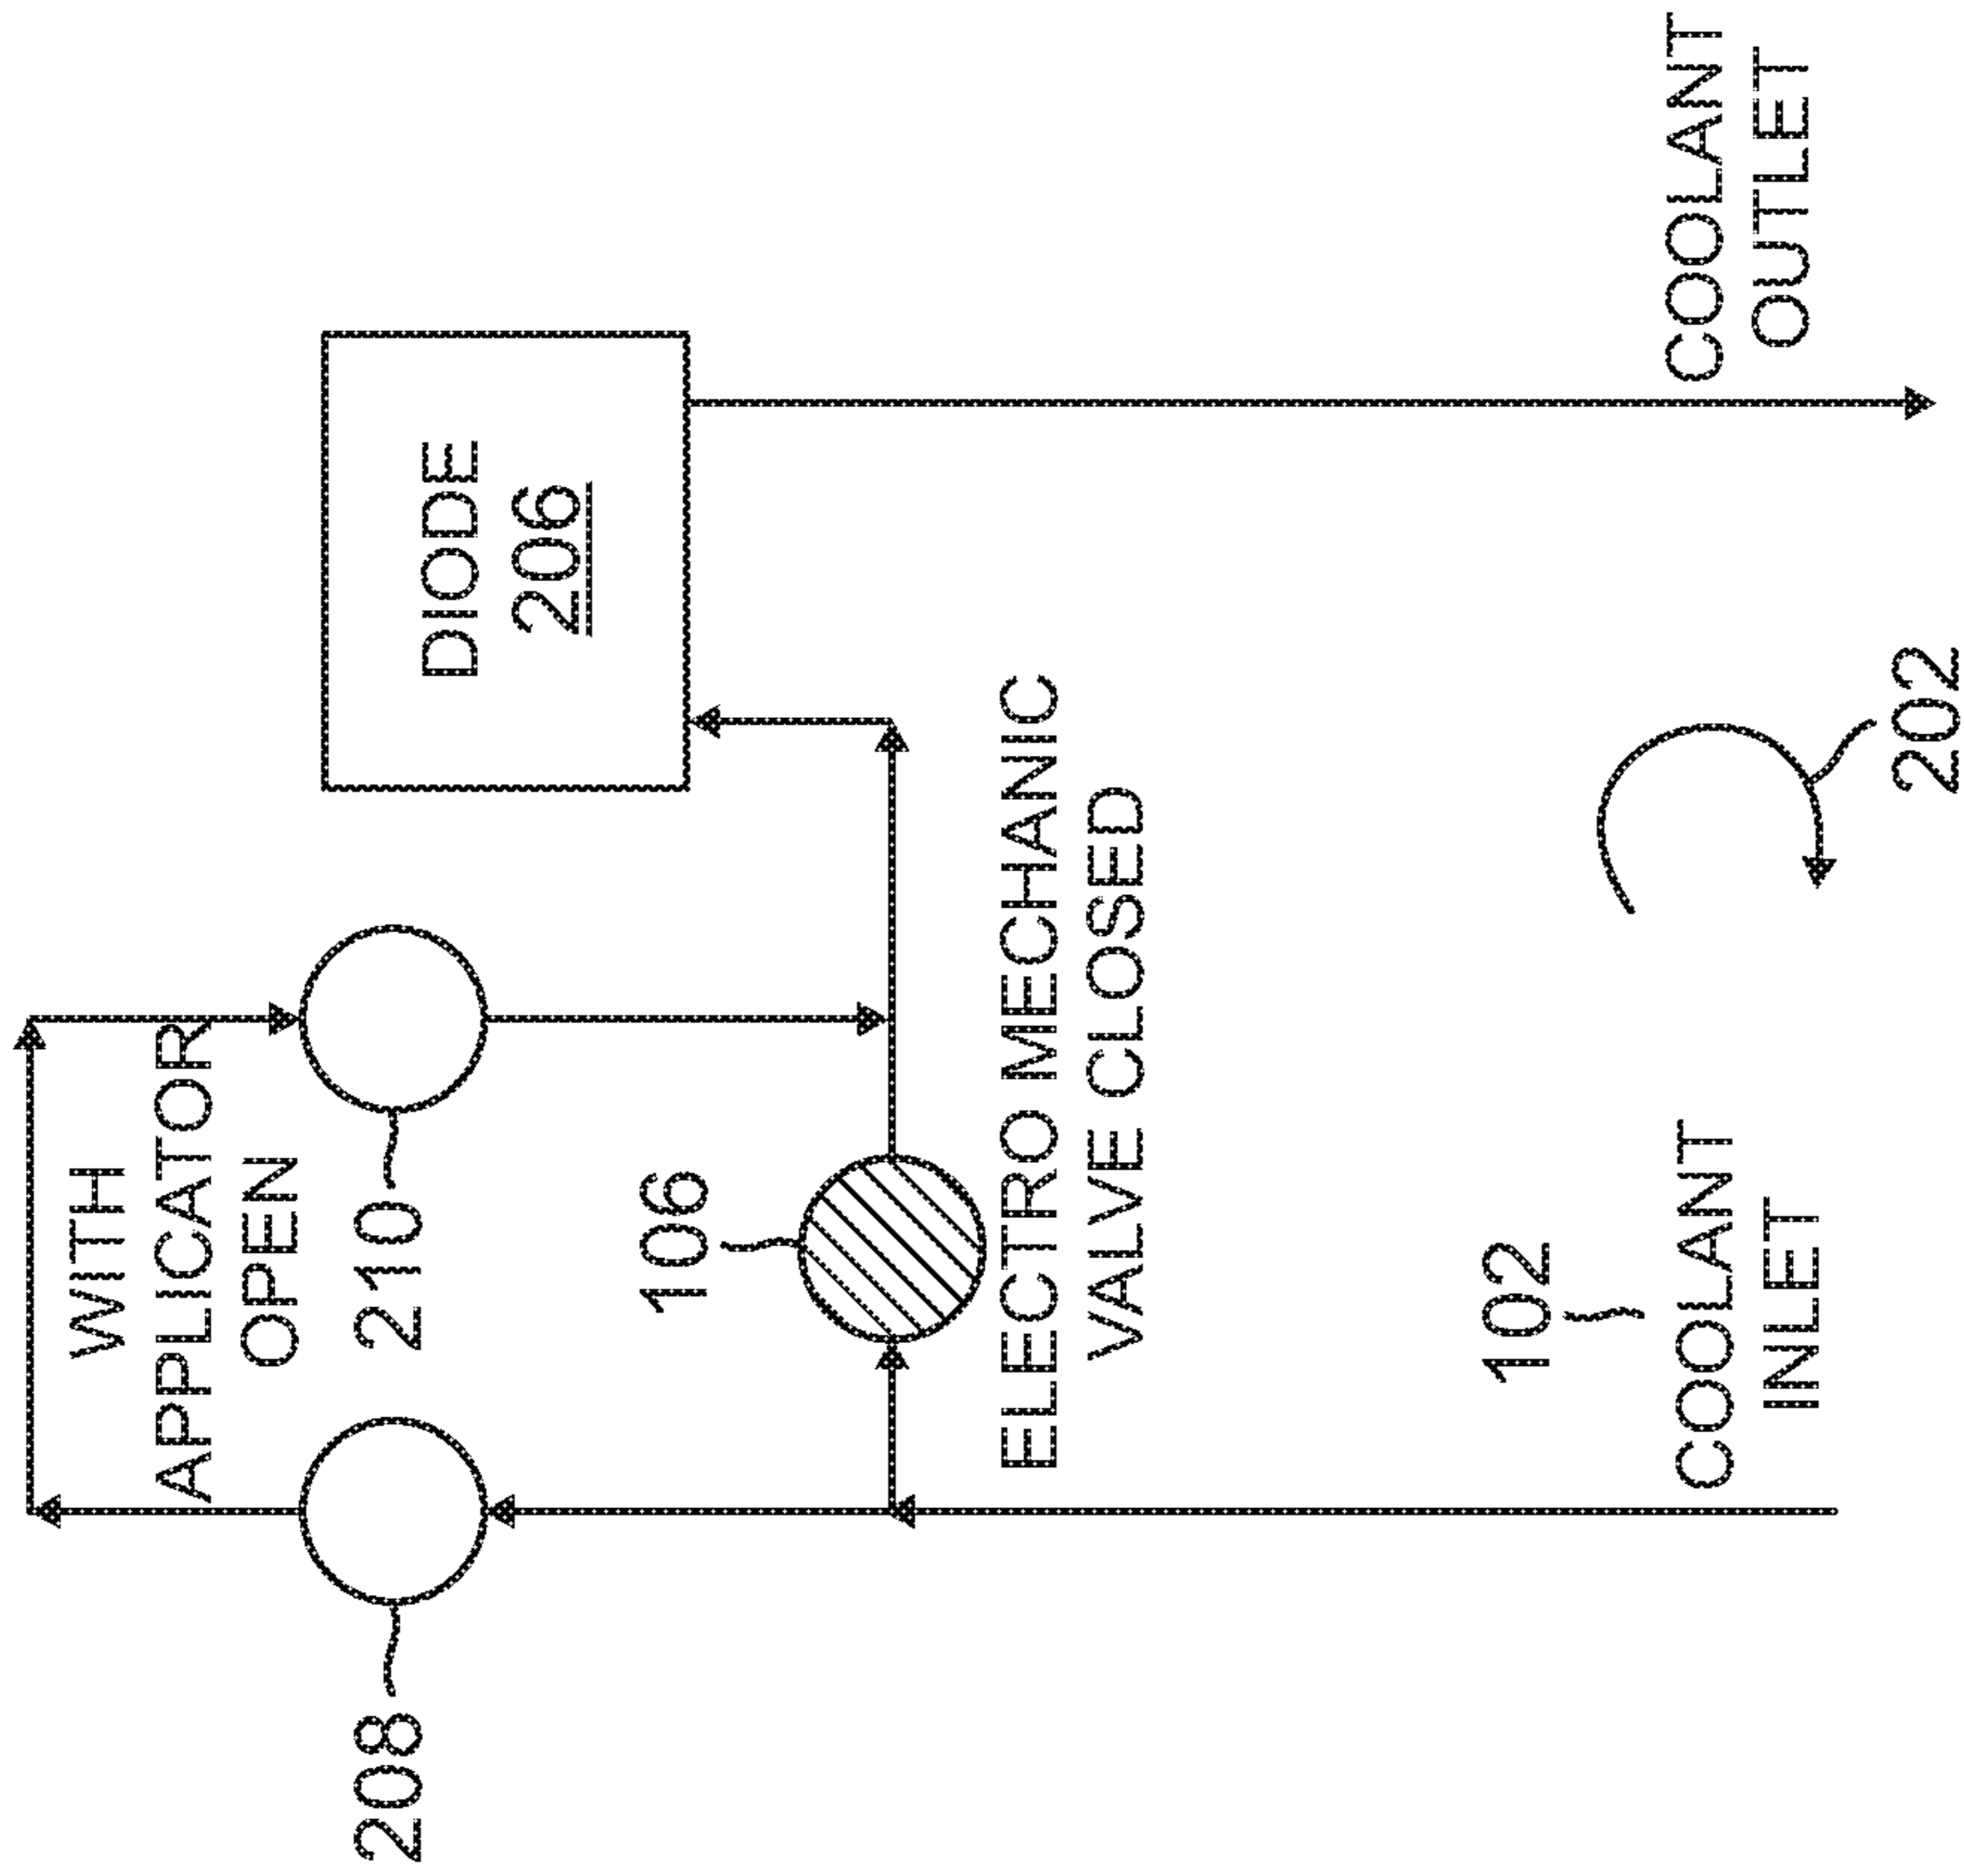 WITH
APPLICATOR
OPEN
208
210
DIODE
206
106
ELECTRO MECHANIC
VALVE CLOSED
102
COOLANT
INLET
202
COOLANT
OUTLET